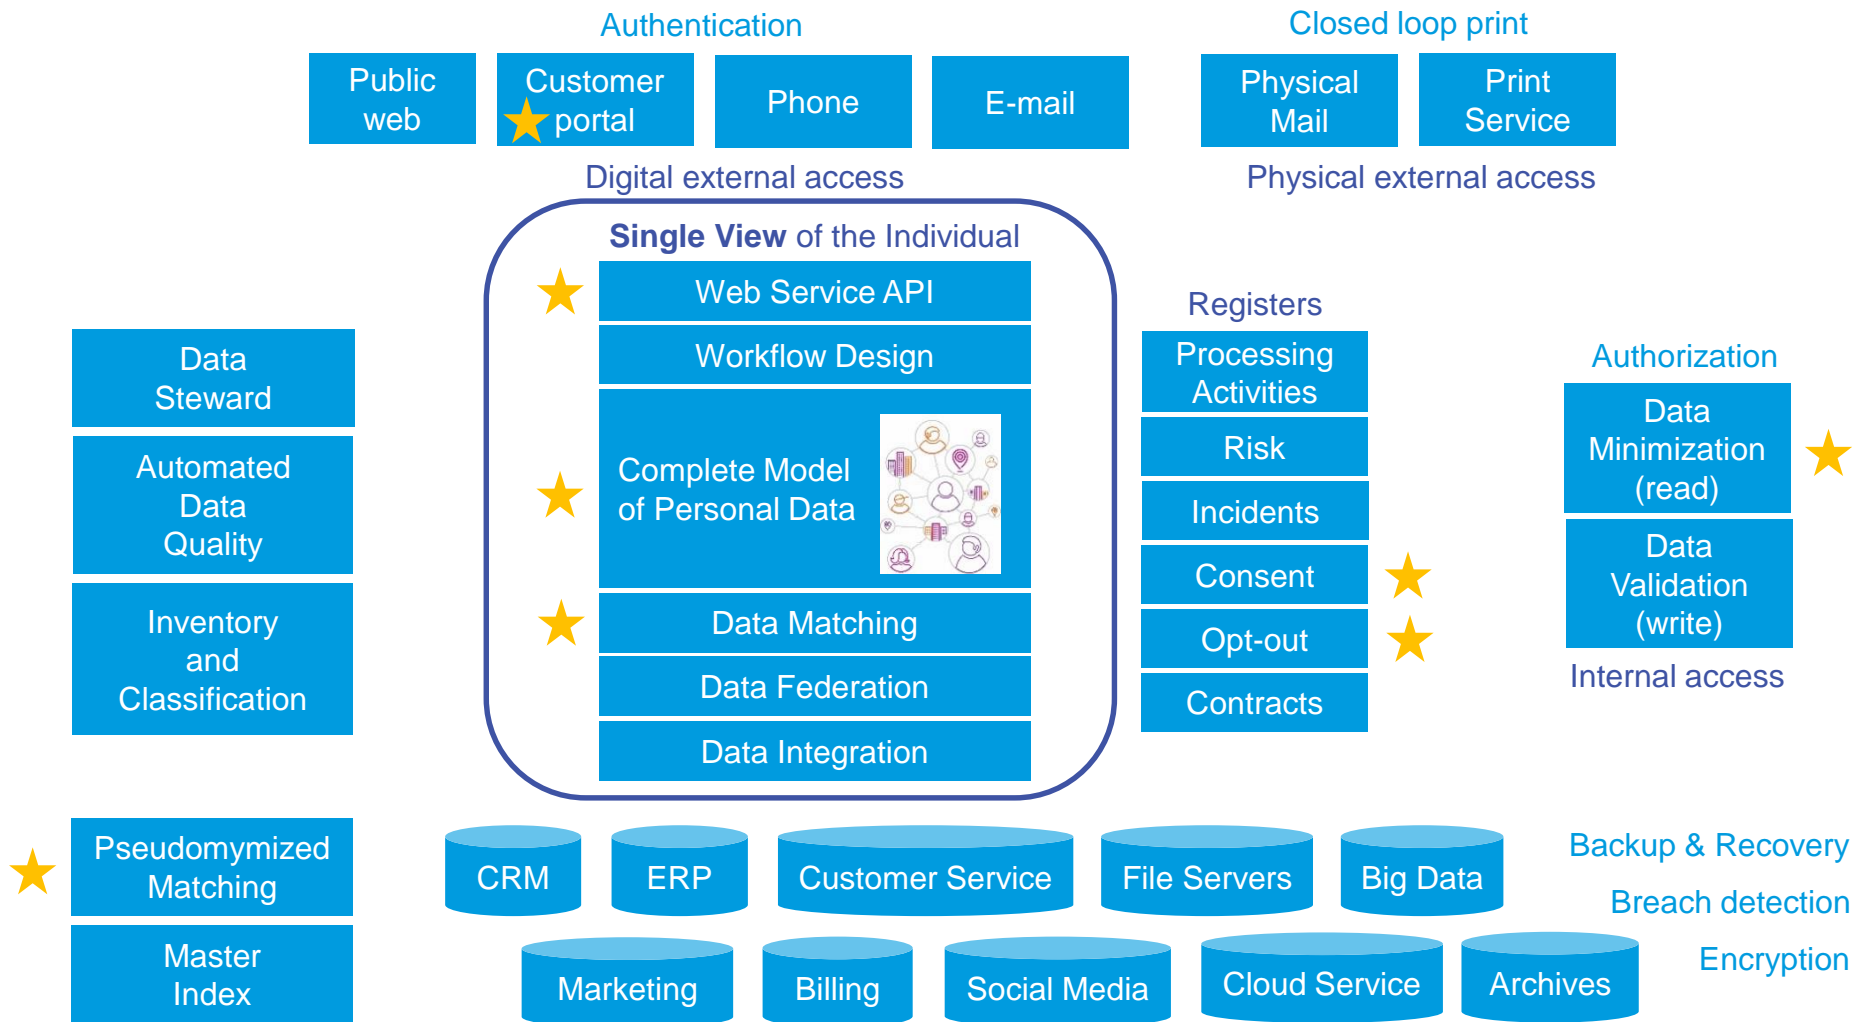 Authentication
Closed loop print
Public
web
Customer
portal
Phone
E-mail
Physical
Mail
Print
Service
Digital external access
Physical external access
Single View of the Individual
Web Service API
Workflow Design
Complete Model
of Personal Data
Data Matching
Data Federation
Data Integration
Data
Steward
Automated
Data
Quality
Inventory
and
Classification
Registers
Processing
Activities
Risk
Incidents
Consent
Opt-out
Contracts
Authorization
Data
Minimization
(read)
Data
Validation
(write)
Internal access
Pseudomymized
Matching
Master
Index
CRM
ERP
Customer Service
File Servers
Big Data
Marketing
Billing
Social Media
Cloud Service
Archives
Backup & Recovery
Breach detection
Encryption